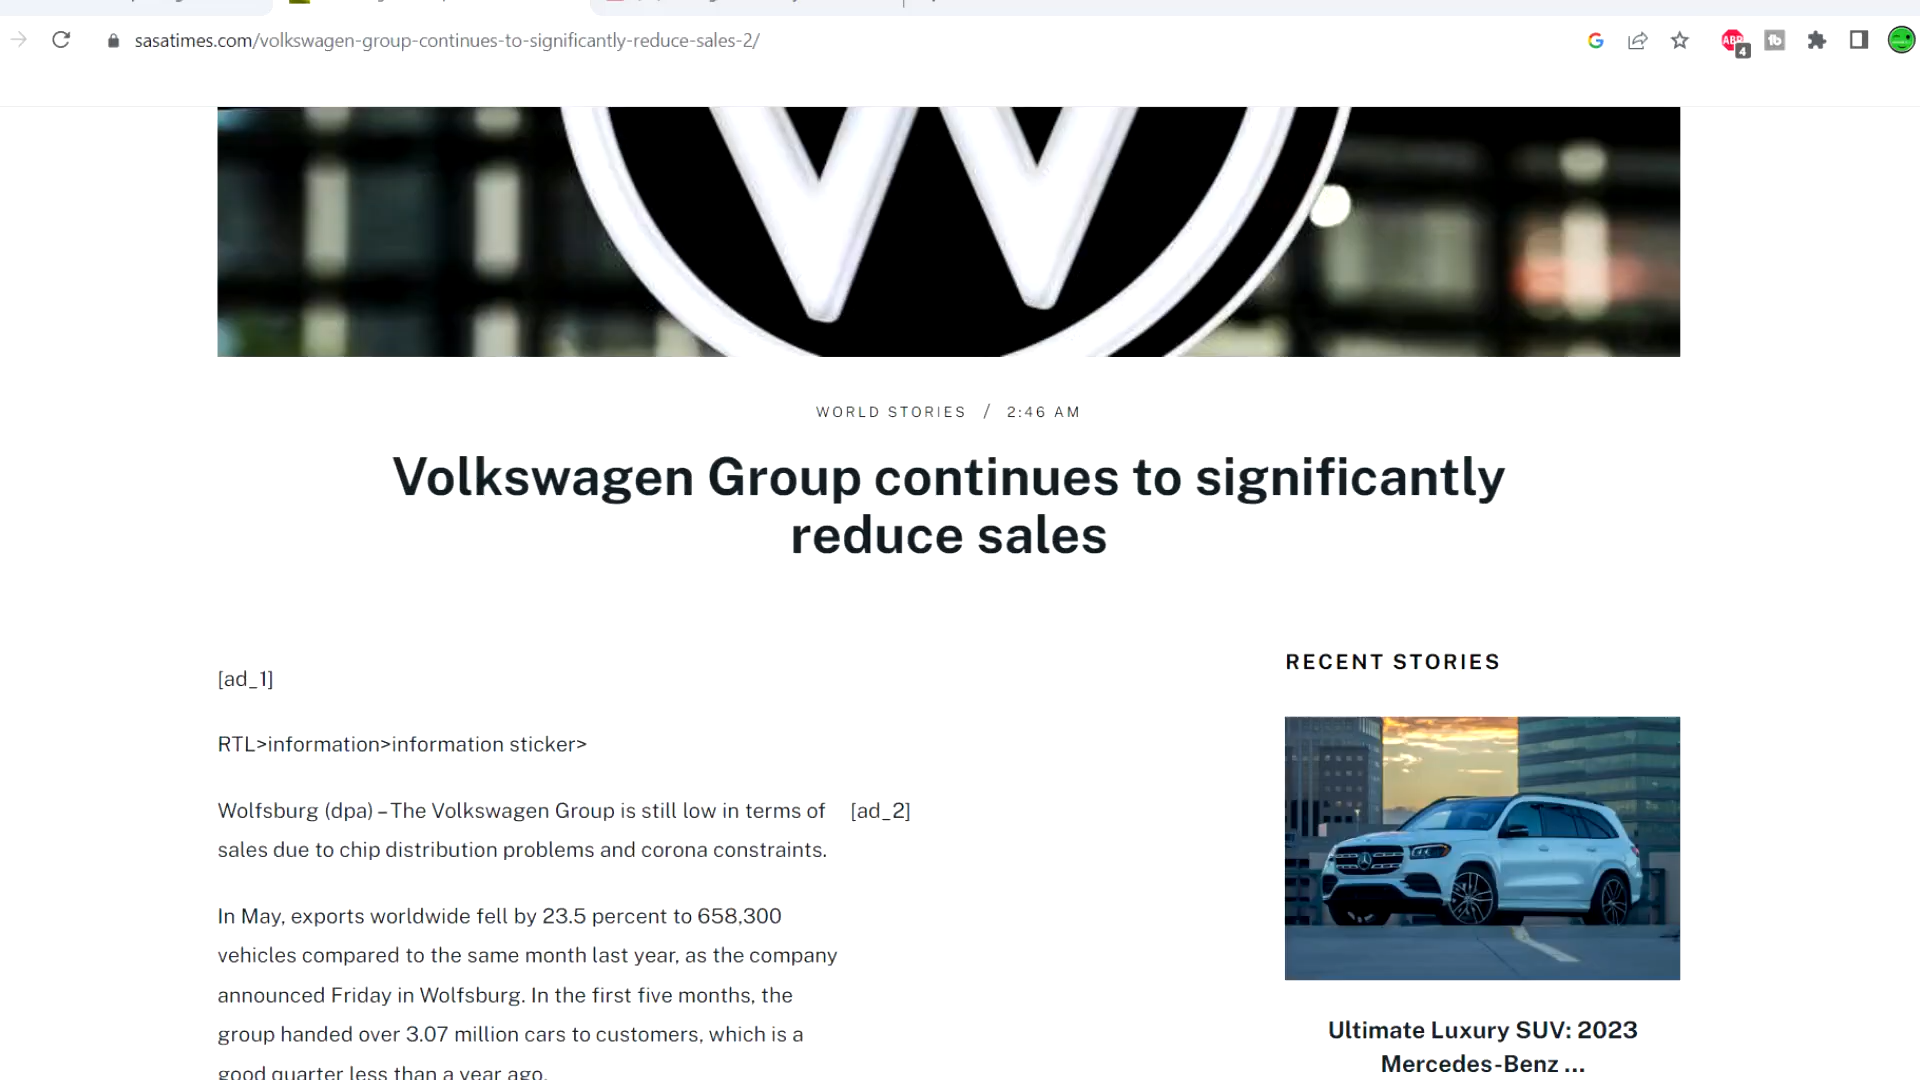 sasatimes.com/volkswagen-group-continues-to-significantly-reduce-sales-2/
ABP
4
tb
WORLD STORIES / 2:46 AM
Volkswagen Group continues to significantly
reduce sales
[ad_1]
RTL>information>information sticker>
Wolfsburg (dpa) – The Volkswagen Group is still low in terms of
sales due to chip distribution problems and corona constraints.
[ad_2]
In May, exports worldwide fell by 23.5 percent to 658,300
vehicles compared to the same month last year, as the company
announced Friday in Wolfsburg. In the first five months, the
group handed over 3.07 million cars to customers, which is a
good quarter less than a year ago.
RECENT STORIES
Ultimate Luxury SUV: 2023
Mercedes-Benz ...